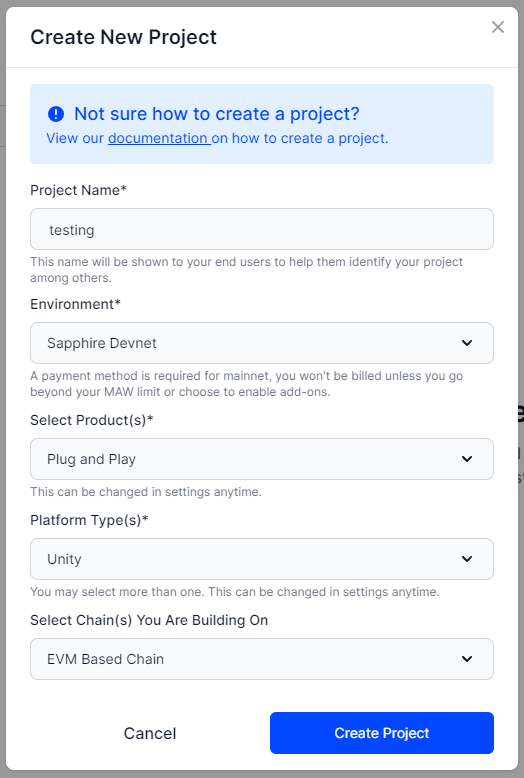 Create New Project
Not sure how to create a project?
View our documentation on how to create a project.
Project Name*
testing
This name will be shown to your end users to help them identify your project
among others.
Environment*
Sapphire Devnet
A payment method is required for mainnet, you won't be billed unless you go
beyond your MAW limit or choose to enable add-ons.
Select Product(s)*
Plug and Play
This can be changed in settings anytime.
Platform Type(s)*
Unity
You may select more than one. This can be changed in settings anytime.
Select Chain(s) You Are Building On
EVM Based Chain
Cancel
Create Project